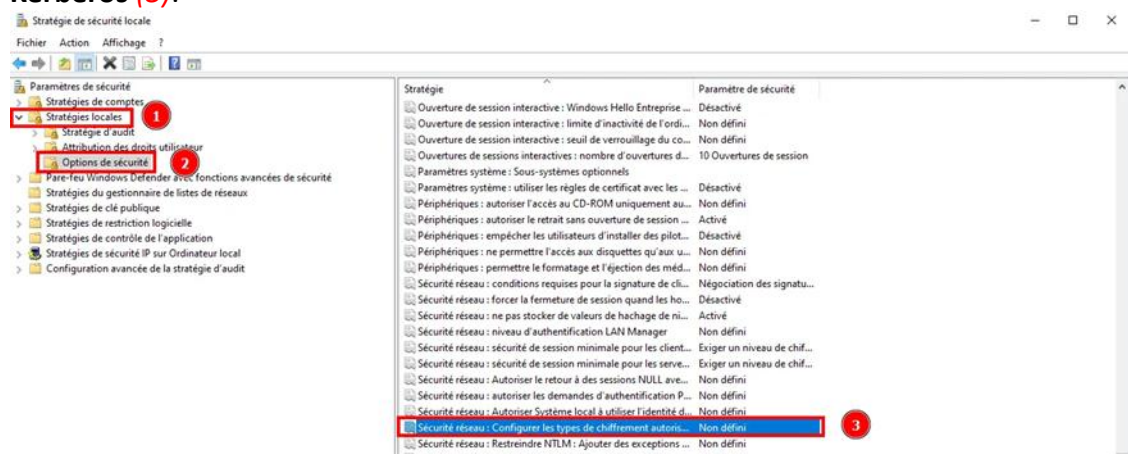 Kerberos (3).
Stratégie de sécurité locale
Fichier Action Affichage ?
Paramètres de sécurité
Stratégies de comptes
Stratégies locales
1
Stratégie d'audit
Attribution des droits utilisateur
Options de sécurité
2
Pare-feu Windows Defender avec fonctions avancées de sécurité
Stratégies du gestionnaire de listes de réseaux
Stratégies de clé publique
Stratégies de restriction logicielle
Stratégies de contrôle de l'application
Stratégies de sécurité IP sur Ordinateur local
Configuration avancée de la stratégie d'audit
Stratégie Paramètre de sécurité
Ouverture de session interactive : Windows Hello Entreprise ... Désactivé
Ouverture de session interactive : limite d'inactivité de l'ordi... Non défini
Ouverture de session interactive : seuil de verrouillage du co... Non défini
Ouvertures de sessions interactives : nombre d'ouvertures d... 10 Ouvertures de session
Paramètres système : Sous-systèmes optionnels
Paramètres système : utiliser les règles de certificat avec les ... Désactivé
Périphériques : autoriser l'accès au CD-ROM uniquement au... Non défini
Périphériques : autoriser le retrait sans ouverture de session ... Activé
Périphériques : empêcher les utilisateurs d'installer des pilot... Désactivé
Périphériques : ne permettre l'accès aux disquettes qu'aux u... Non défini
Périphériques : permettre le formatage et l'éjection des méd... Non défini
Sécurité réseau : conditions requises pour la signature de cli... Négociation des signatu...
Sécurité réseau : forcer la fermeture de session quand les ho... Désactivé
Sécurité réseau : ne pas stocker de valeurs de hachage de ni... Activé
Sécurité réseau : niveau d'authentification LAN Manager Non défini
Sécurité réseau : sécurité de session minimale pour les client... Exiger un niveau de chif...
Sécurité réseau : sécurité de session minimale pour les serve... Exiger un niveau de chif...
Sécurité réseau : Autoriser le retour à des sessions NULL ave... Non défini
Sécurité réseau : autoriser les demandes d'authentification P... Non défini
Sécurité réseau : Autoriser Système local à utiliser l'identité d... Non défini
Sécurité réseau : Configurer les types de chiffrement autoris... Non défini
3
Sécurité réseau : Restreindre NTLM : Ajouter des exceptions ... Non défini